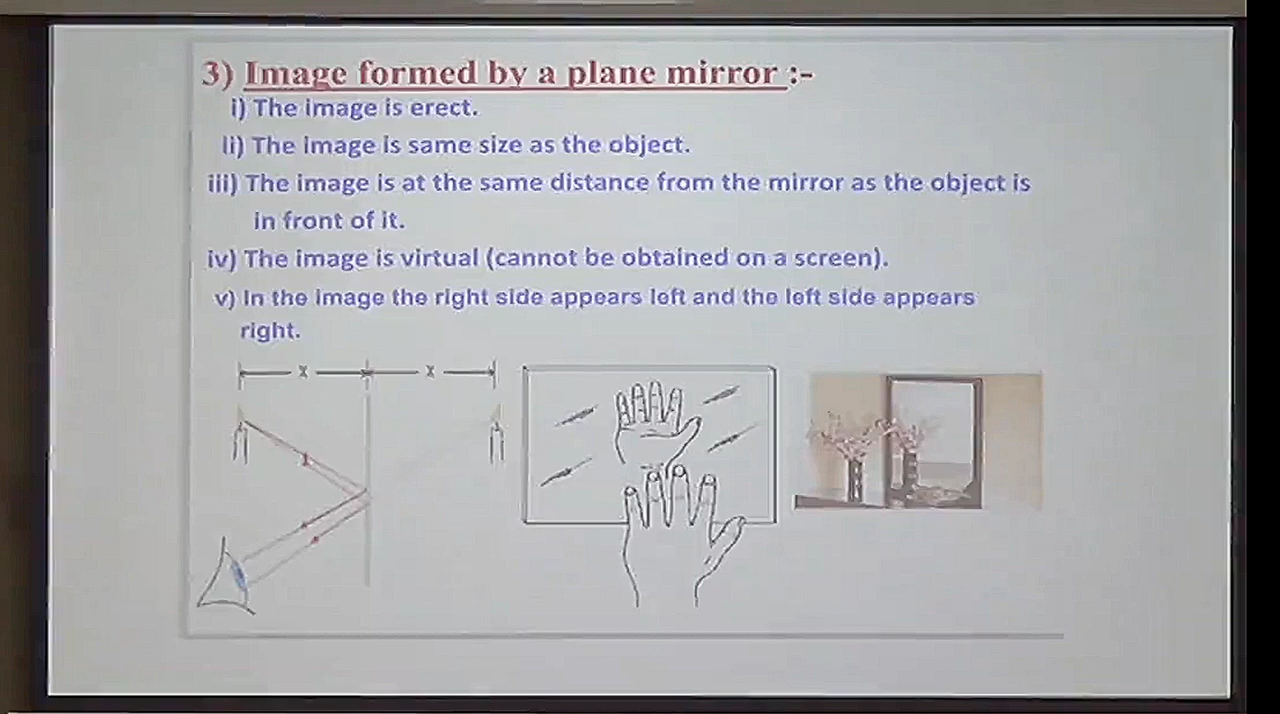 3) Image formed by a plane mirror :-
i) The image is erect.
ii) The image is same size as the object.
iii) The image is at the same distance from the mirror as the object is
in front of it.
iv) The image is virtual (cannot be obtained on a screen).
v) In the image the right side appears left and the left side appears
right.
x x